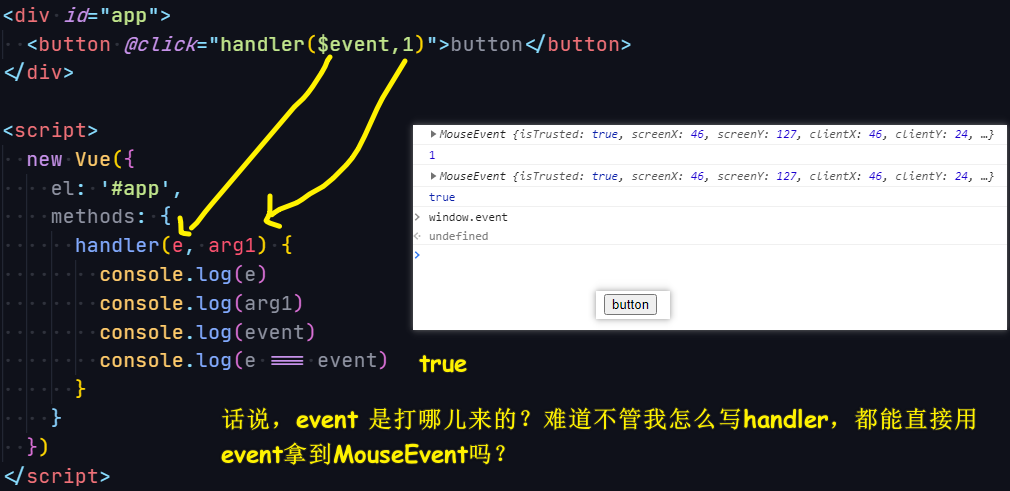 <div id="app">
<button @click="handler($event,1)">button</button>
</div>
<script>
new Vue({
el: '#app',
methods: {
handler(e, arg1) {
console.log(e)
console.log(arg1)
console.log(event)
console.log(e === event)
}
}
})
</script>
MouseEvent {isTrusted: true, screenX: 46, screenY: 127, clientX: 46, clientY: 24, …}
1
MouseEvent {isTrusted: true, screenX: 46, screenY: 127, clientX: 46, clientY: 24, …}
true
window.event
undefined
button
true
话说，event 是打哪儿来的？难道不管我怎么写handler，都能直接用
event拿到MouseEvent吗？